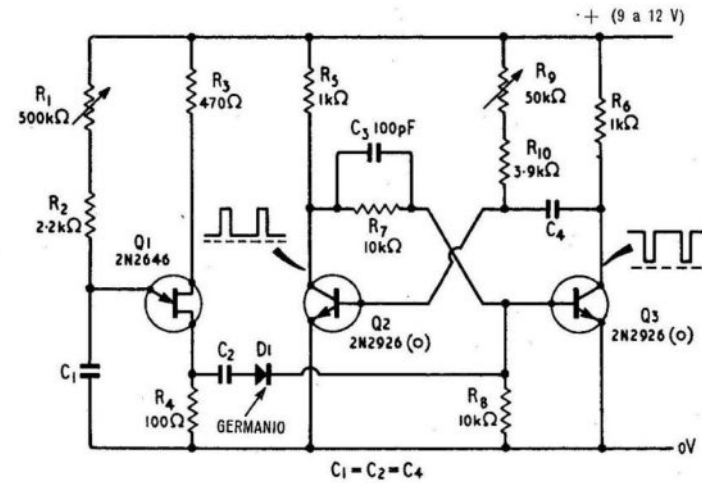 + (9 a 12 V)
R1
500kΩ
R2
2·2kΩ
R3
470Ω
Q1
2N2646
C1
R4
100Ω
C2
D1
GERMANIO
R5
1kΩ
C3 100pF
R7
10kΩ
Q2
2N2926 (o)
R9
50kΩ
R10
3·9kΩ
C4
R6
1kΩ
Q3
2N2926 (o)
R8
10kΩ
oV
C1 = C2 = C4